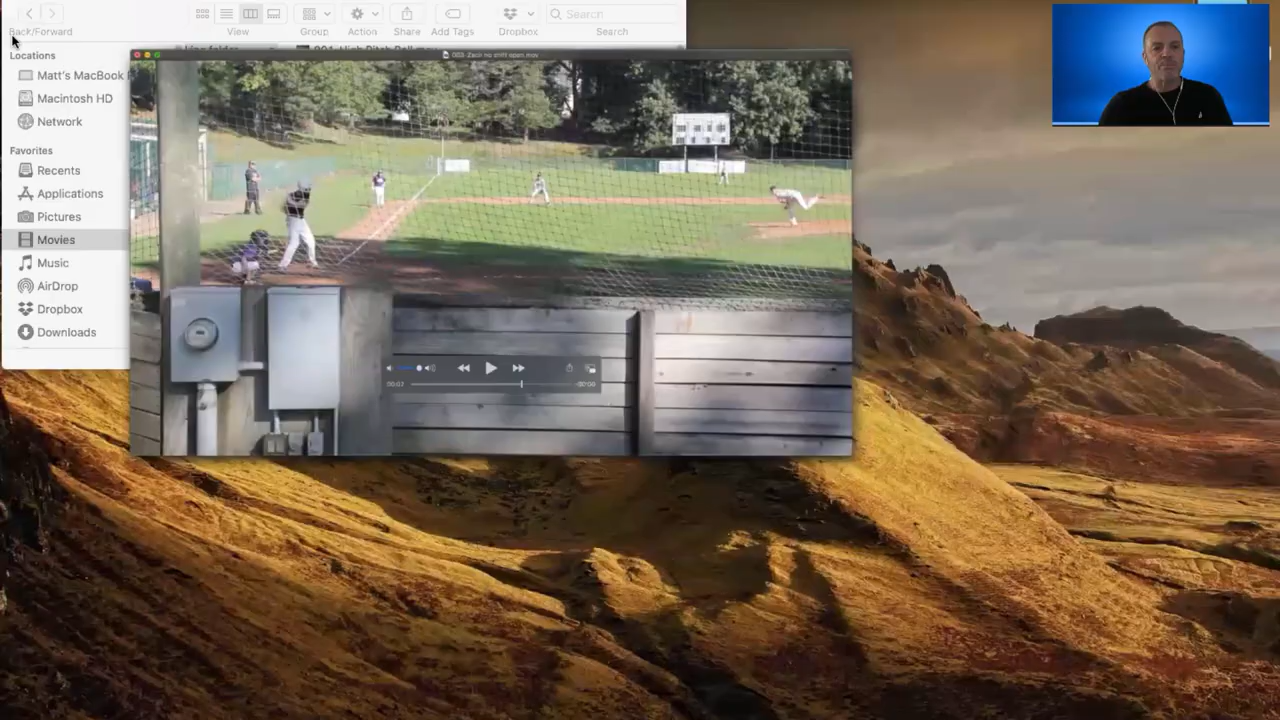 Search
Back/Forward
View
Group
Action
Share
Add Tags
Dropbox
Search
Locations
Matt's MacBook
Macintosh HD
Network
Favorites
Recents
Applications
Pictures
Movies
Music
AirDrop
Dropbox
Downloads